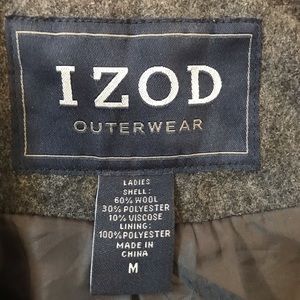 IZOD
OUTERWEAR
LADIES
SHELL:
60% WOOL
30% POLYESTER
10% VISCOSE
LINING:
100% POLYESTER
MADE IN
CHINA
M